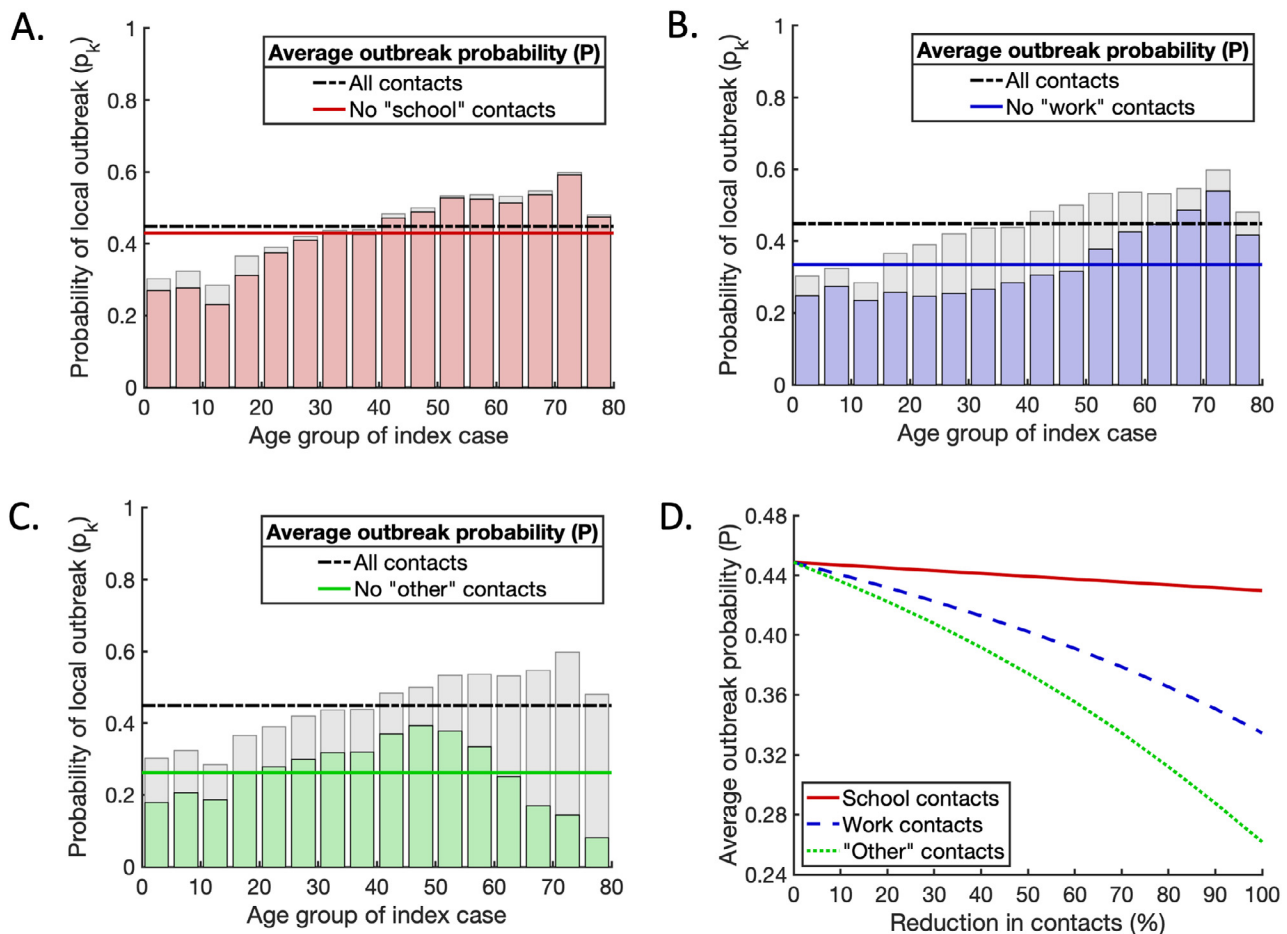 A.
Probability of local outbreak (pk)
1
0.8
0.6
0.4
0.2
0
Average outbreak probability (P)
All contacts
No "school" contacts
0 10 20 30 40 50 60 70 80
Age group of index case
B.
Probability of local outbreak (pk)
1
0.8
0.6
0.4
0.2
0
Average outbreak probability (P)
All contacts
No "work" contacts
0 10 20 30 40 50 60 70 80
Age group of index case
C.
Probability of local outbreak (pk)
1
0.8
0.6
0.4
0.2
0
Average outbreak probability (P)
All contacts
No "other" contacts
0 10 20 30 40 50 60 70 80
Age group of index case
D.
Average outbreak probability (P)
0.48
0.44
0.40
0.36
0.32
0.28
0.24
School contacts
Work contacts
"Other" contacts
0 10 20 30 40 50 60 70 80 90 100
Reduction in contacts (%)